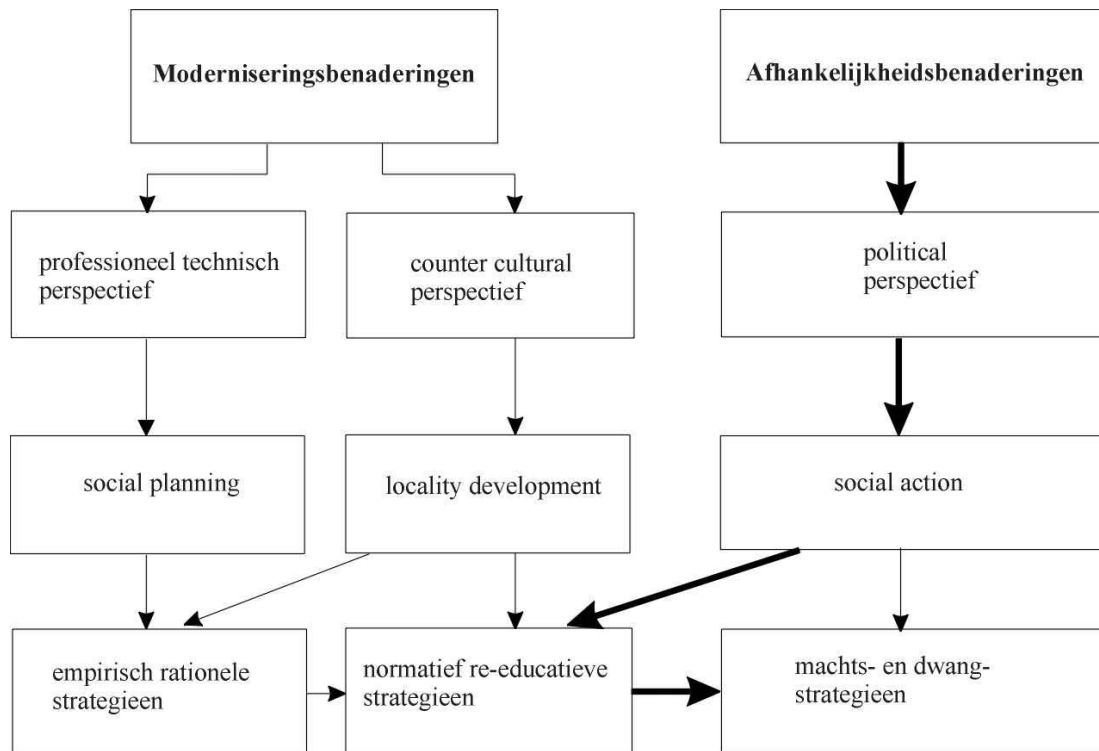 Moderniseringsbenaderingen
Afhankelijkheidsbenaderingen
professioneel technisch
perspectief
counter cultural
perspectief
political
perspectief
social planning
locality development
social action
empirisch rationele
strategieen
normatief re-educatieve
strategieen
machts- en dwang-
strategieen